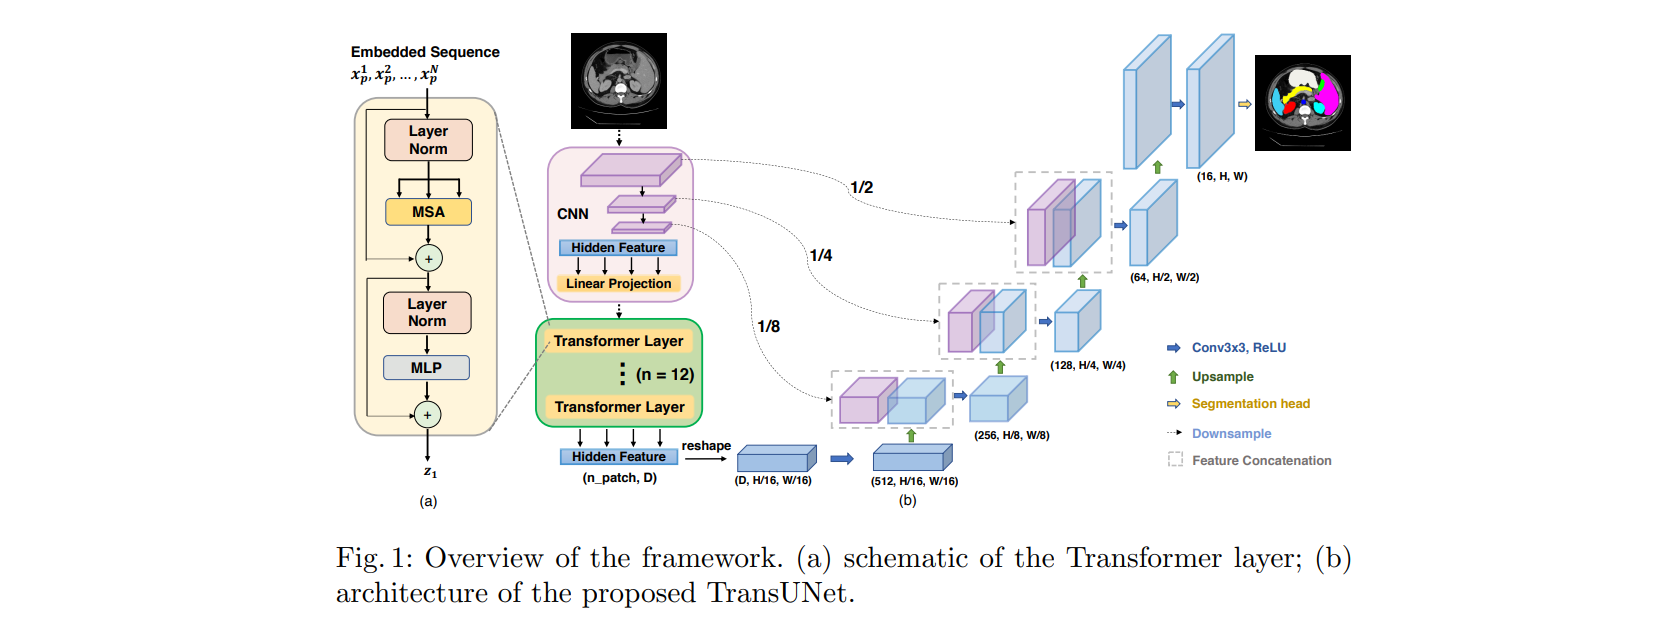 Embedded Sequence
x_p^1, x_p^2, ..., x_p^N
Layer
Norm
MSA
+
Layer
Norm
MLP
+
z_1
(a)
CNN
Hidden Feature
Linear Projection
Transformer Layer
⋮ (n = 12)
Transformer Layer
Hidden Feature
(n_patch, D)
reshape
(D, H/16, W/16)
(512, H/16, W/16)
(b)
1/2
1/4
1/8
(256, H/8, W/8)
(128, H/4, W/4)
(64, H/2, W/2)
(16, H, W)
Conv3x3, ReLU
Upsample
Segmentation head
Downsample
Feature Concatenation
Fig. 1: Overview of the framework. (a) schematic of the Transformer layer; (b)
architecture of the proposed TransUNet.